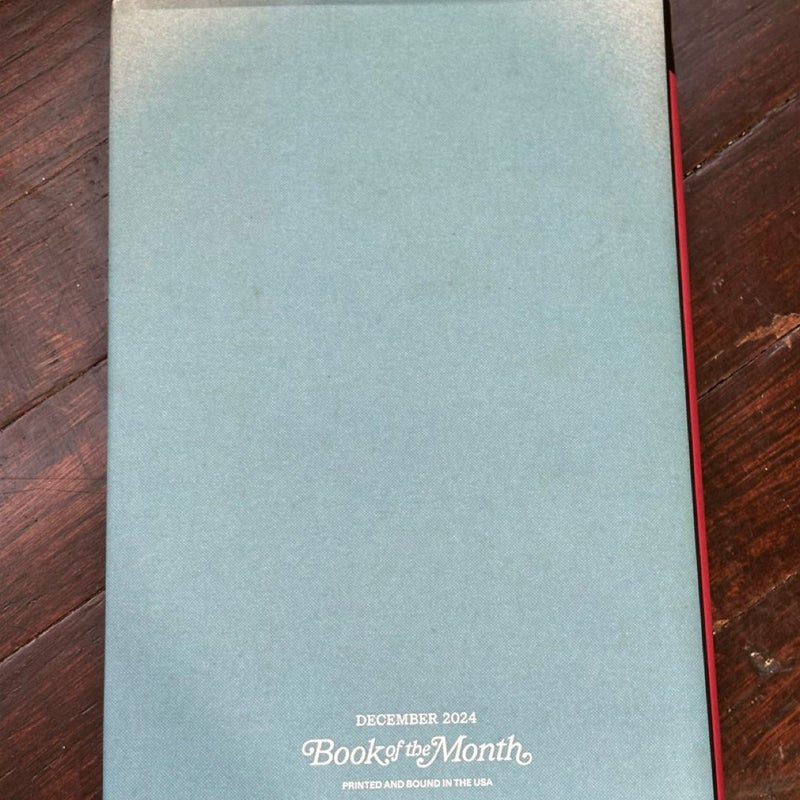 DECEMBER 2024
Book of the Month
PRINTED AND BOUND IN THE USA